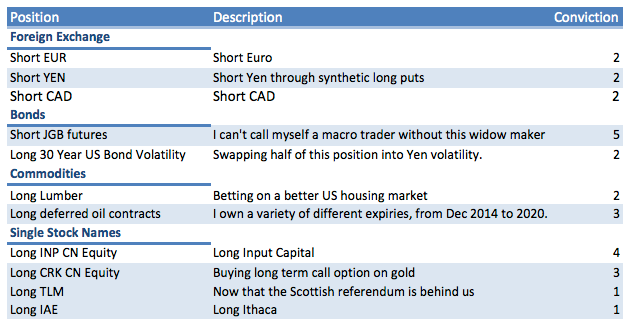 Position Description Conviction
Foreign Exchange
Short EUR Short Euro 2
Short YEN Short Yen through synthetic long puts 2
Short CAD Short CAD 2
Bonds
Short JGB futures I can't call myself a macro trader without this widow maker 5
Long 30 Year US Bond Volatility Swapping half of this position into Yen volatility. 2
Commodities
Long Lumber Betting on a better US housing market 2
Long deferred oil contracts I own a variety of different expiries, from Dec 2014 to 2020. 3
Single Stock Names
Long INP CN Equity Long Input Capital 4
Long CRK CN Equity Buying long term call option on gold 3
Long TLM Now that the Scottish referendum is behind us 1
Long IAE Long Ithaca 1